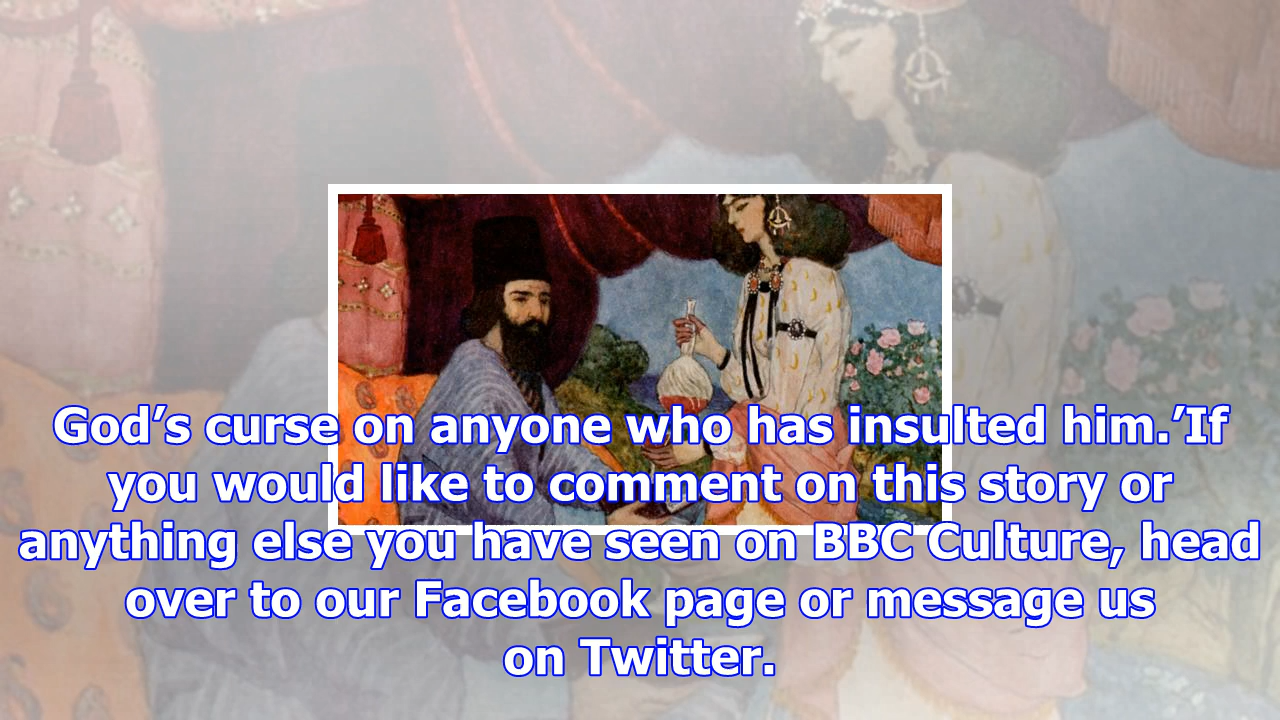 God’s curse on anyone who has insulted him.’If
you would like to comment on this story or
anything else you have seen on BBC Culture, head
over to our Facebook page or message us
on Twitter.